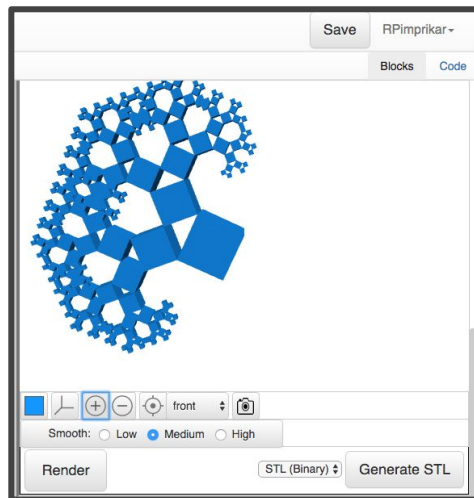 Save RPimprikar
Blocks Code
front
Smooth: Low Medium High
Render STL (Binary) Generate STL